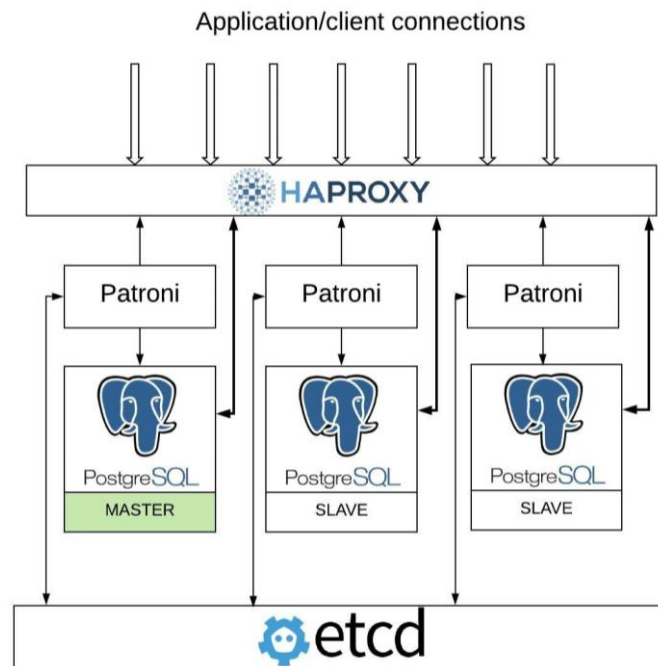 Application/client connections
HAPROXY
Patroni
Patroni
Patroni
PostgreSQL
PostgreSQL
PostgreSQL
MASTER
SLAVE
SLAVE
etcd